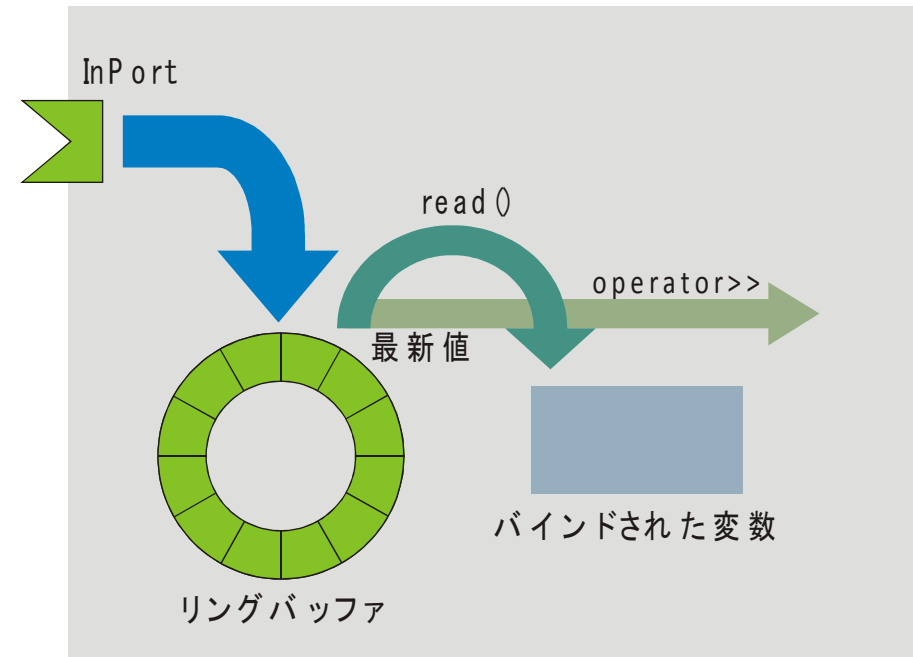 InPort
read()
operator>>
最新値
バインドされた変数
リングバッファ